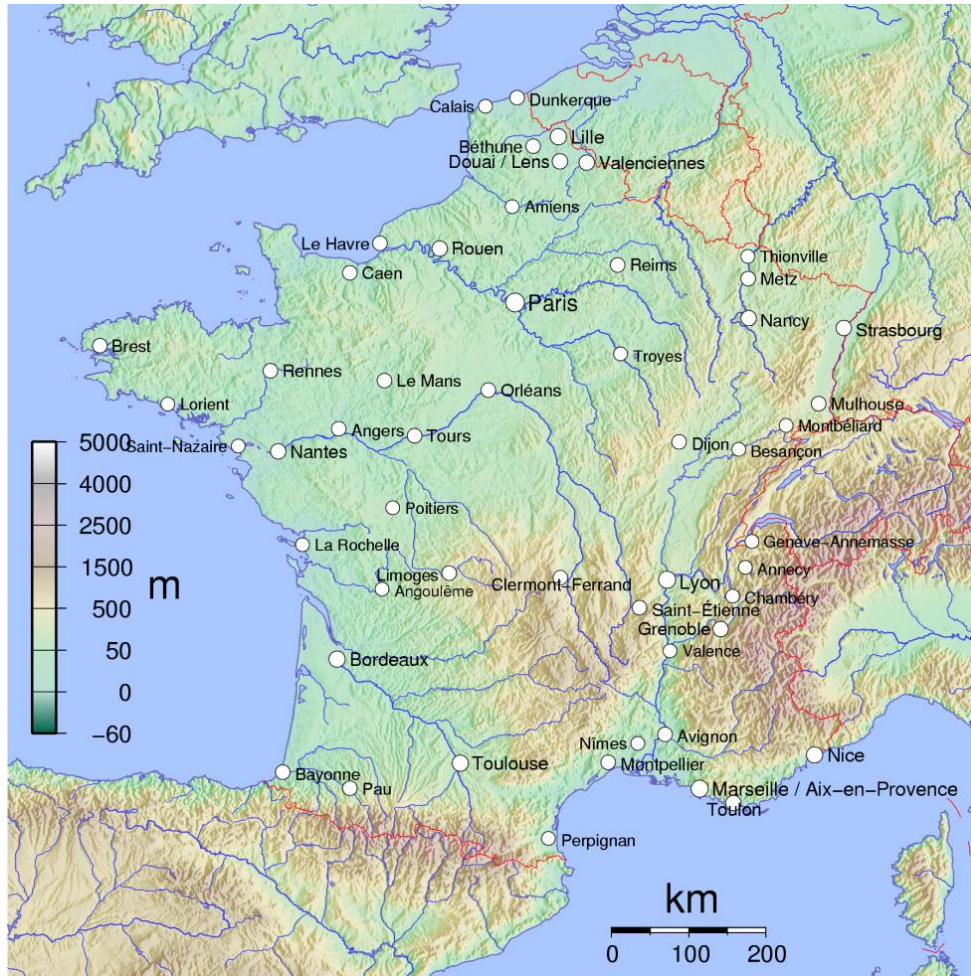 Dunkerque
Calais
Lille
Béthune
Douai / Lens
Valenciennes
Amiens
Le Havre
Rouen
Caen
Reims
Thionville
Metz
Paris
Nancy
Strasbourg
Brest
Troyes
Rennes
Le Mans
Orléans
Lorient
Mulhouse
Angers
Tours
Montbéliard
Saint-Nazaire
Nantes
Dijon
Besançon
Poitiers
La Rochelle
Genève-Annemasse
Limoges
Angoulême
Clermont-Ferrand
Lyon
Annecy
Chambéry
Saint-Étienne
Grenoble
Bordeaux
Valence
Avignon
Nîmes
Montpellier
Nice
Bayonne
Pau
Toulouse
Marseille / Aix-en-Provence
Toulon
Perpignan
5000
4000
2500
1500
500
50
0
-60
m
km
0 100 200